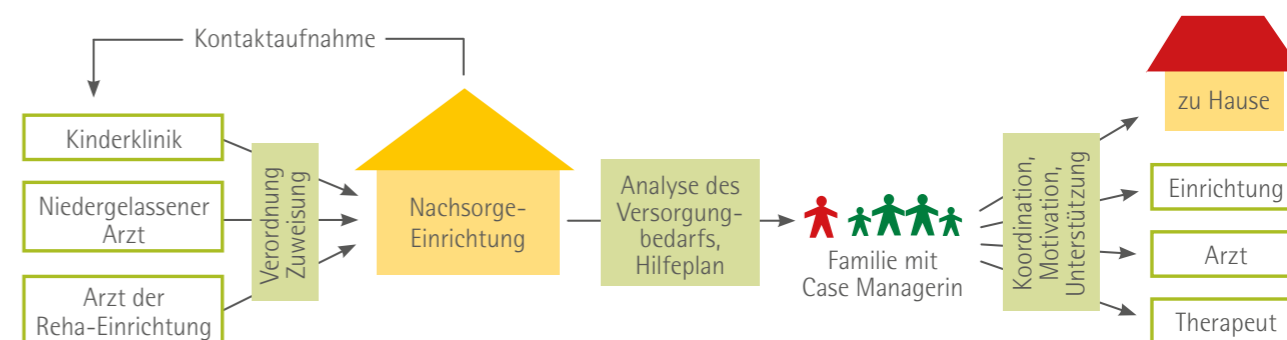 Kontaktaufnahme
Kinderklinik
Niedergelassener
Arzt
Arzt der
Reha-Einrichtung
Verordnung
Zuweisung
Nachsorge-
Einrichtung
Analyse des
Versorgung-
bedarfs,
Hilfeplan
Familie mit
Case Managerin
Koordination,
Motivation,
Unterstützung
zu Hause
Einrichtung
Arzt
Therapeut